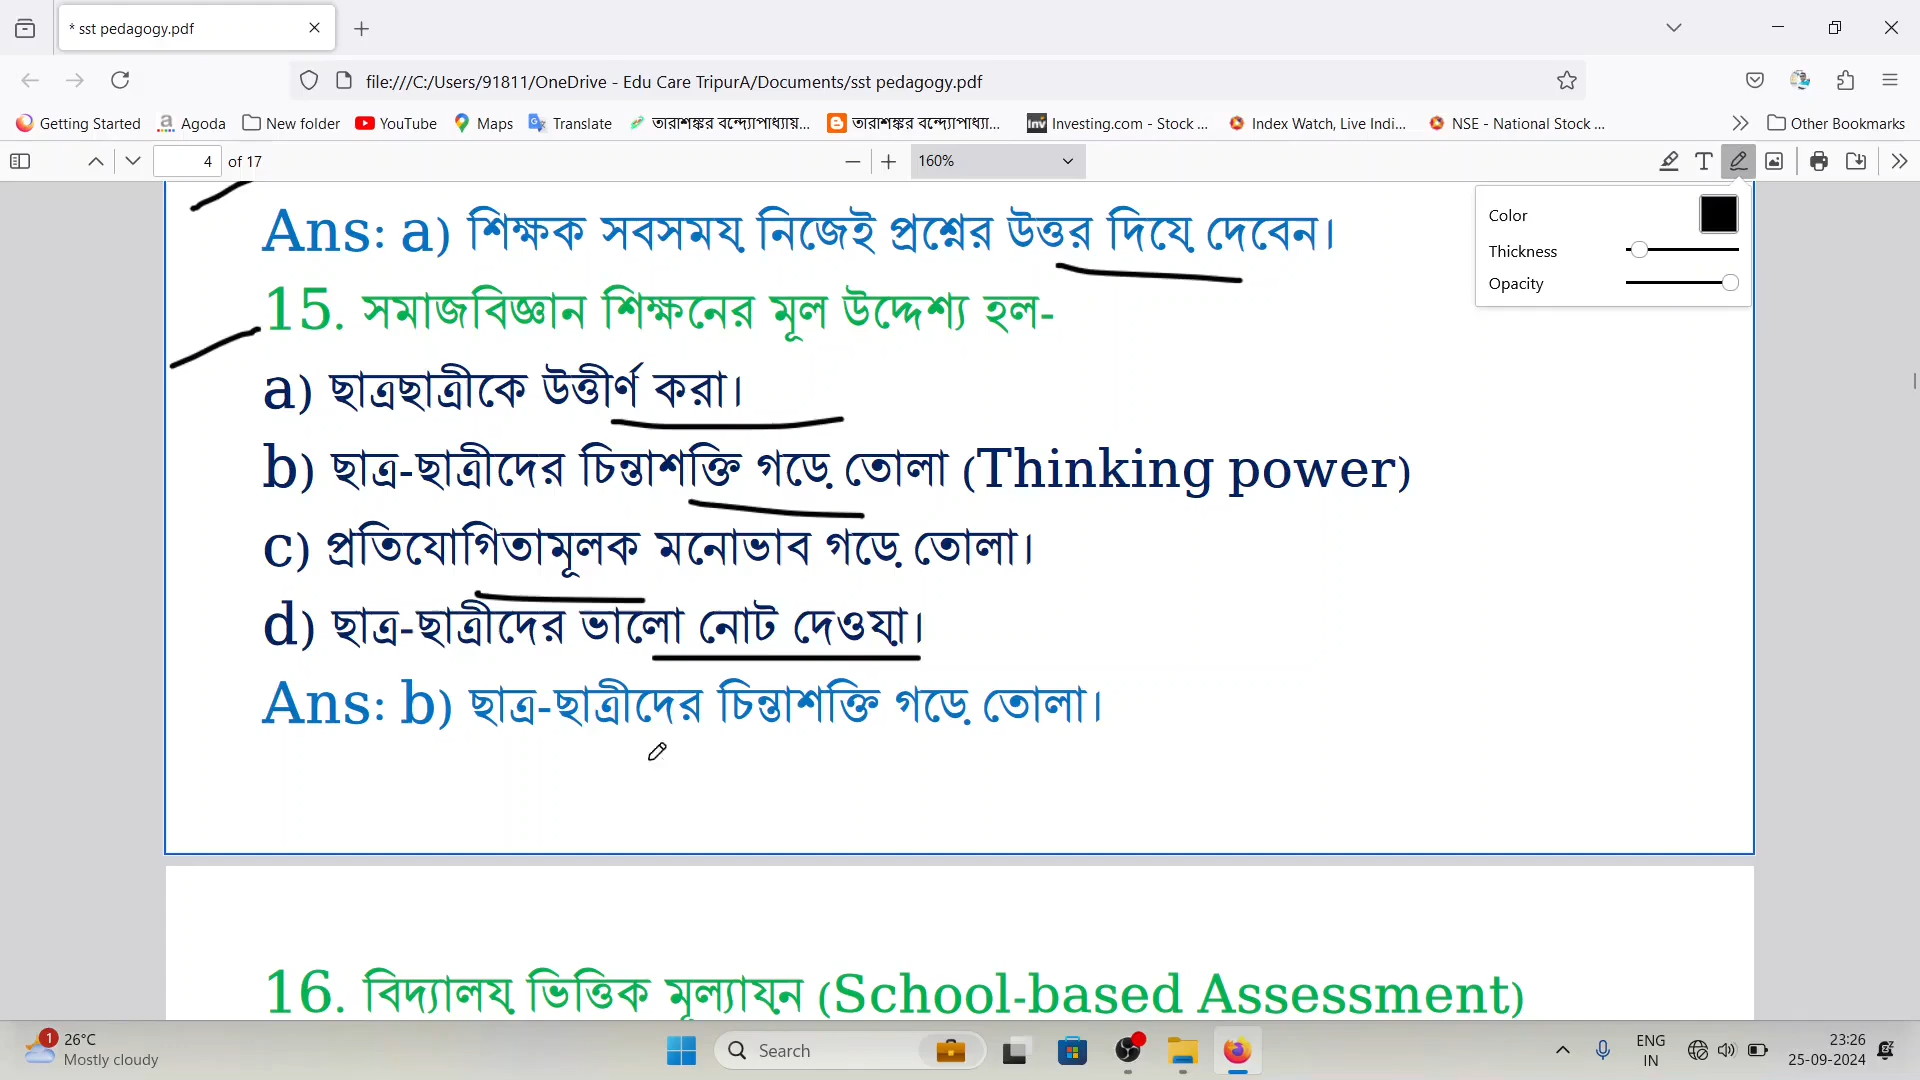 * sst pedagogy.pdf
file:///C:/Users/91811/OneDrive - Edu Care TripurA/Documents/sst pedagogy.pdf
Getting Started Agoda New folder YouTube Maps Translate তারাশঙ্কর বন্দ্যোপাধ্যায়... তারাশঙ্কর বন্দ্যোপাধ্যা... Investing.com - Stock ... Index Watch, Live Indi... NSE - National Stock ... Other Bookmarks
4 of 17 160%
Color
Thickness
Opacity
Ans: a) শিক্ষক সবসময় নিজেই প্রশ্নের উত্তর দিয়ে দেবেন।
15. সমাজবিজ্ঞান শিক্ষনের মূল উদ্দেশ্য হল-
a) ছাত্রছাত্রীকে উত্তীর্ণ করা।
b) ছাত্র-ছাত্রীদের চিন্তাশক্তি গড়ে তোলা (Thinking power)
c) প্রতিযোগিতামূলক মনোভাব গড়ে তোলা।
d) ছাত্র-ছাত্রীদের ভালো নোট দেওয়া।
Ans: b) ছাত্র-ছাত্রীদের চিন্তাশক্তি গড়ে তোলা।
16. বিদ্যালয় ভিত্তিক মূল্যায়ন (School-based Assessment)
1 26°C
Mostly cloudy
Search
ENG
IN
23:26
25-09-2024